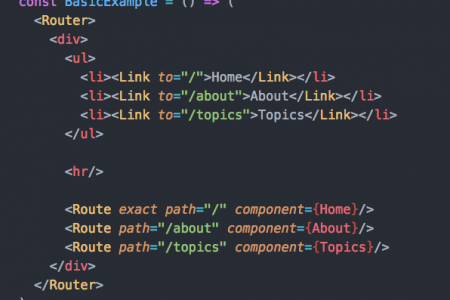 const BasicExample = () => (
<Router>
<div>
<ul>
<li><Link to="/">Home</Link></li>
<li><Link to="/about">About</Link></li>
<li><Link to="/topics">Topics</Link></li>
</ul>
<hr/>
<Route exact path="/" component={Home}/>
<Route path="/about" component={About}/>
<Route path="/topics" component={Topics}/>
</div>
</Router>